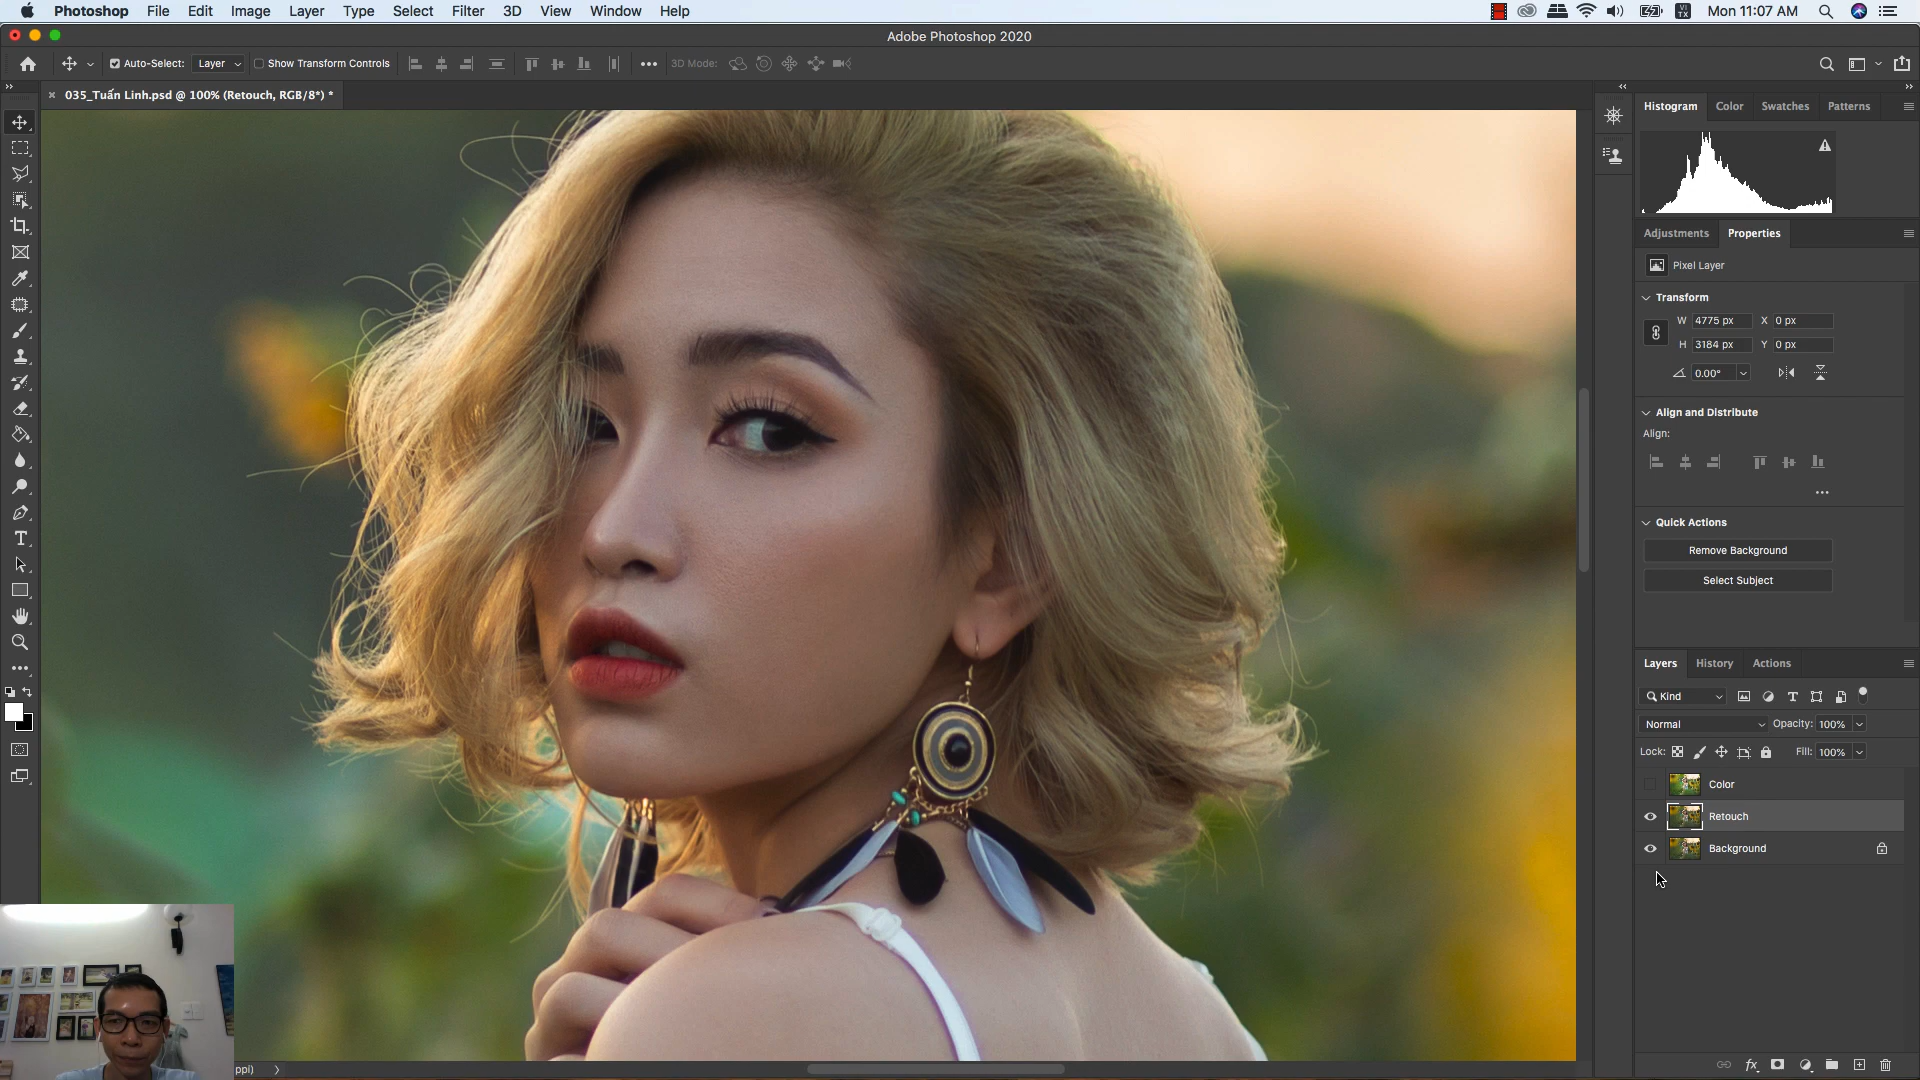 Photoshop File Edit Image Layer Type Select Filter 3D View Window Help
VI
TX
Mon 11:07 AM
Adobe Photoshop 2020
Auto-Select: Layer Show Transform Controls 3D Mode:
035_Tuấn Linh.psd @ 100% (Retouch, RGB/8*) *
Histogram Color Swatches Patterns
Adjustments Properties
Pixel Layer
Transform
W 4775 px X 0 px
H 3184 px Y 0 px
0.00°
Align and Distribute
Align:
Quick Actions
Remove Background
Select Subject
Layers History Actions
Kind
Normal Opacity: 100%
Lock: Fill: 100%
Color
Retouch
Background
ppi)